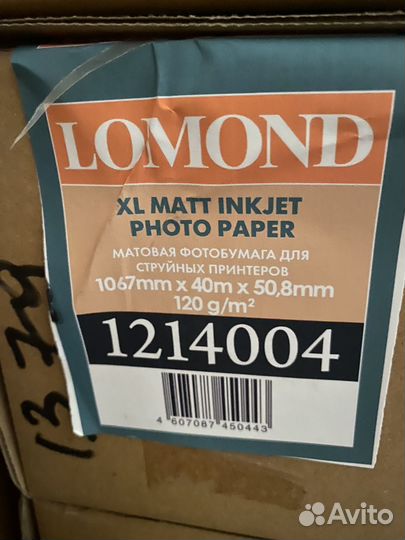 LOMOND
XL MATT INKJET
PHOTO PAPER
МАТОВАЯ ФОТОБУМАГА ДЛЯ
СТРУЙНЫХ ПРИНТЕРОВ
1067mm x 40m x 50,8mm
120 g/m²
1214004
4 607087 450443
Avito